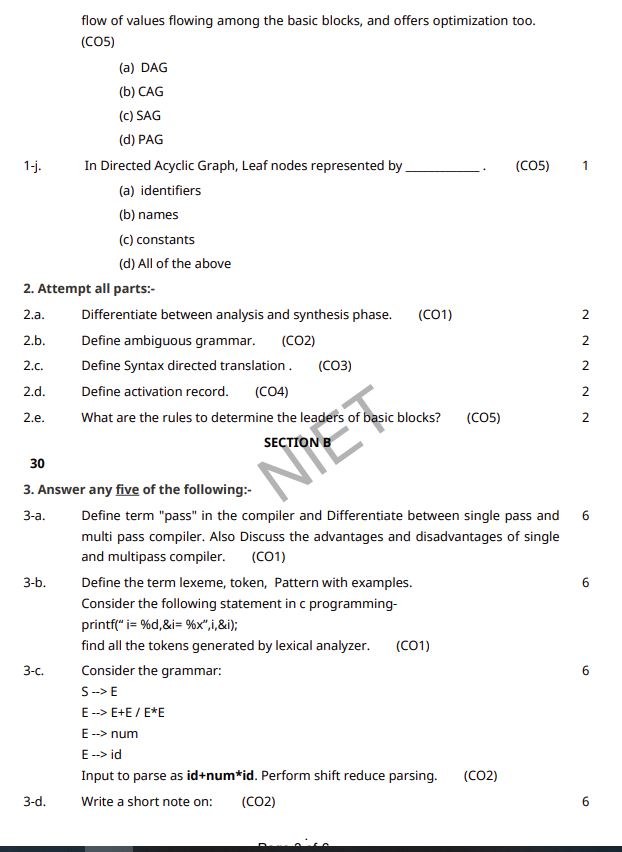 flow of values flowing among the basic blocks, and offers optimization too.
(CO5)
(a) DAG
(b) CAG
(c) SAG
(d) PAG
1-j. In Directed Acyclic Graph, Leaf nodes represented by ____________ . (CO5) 1
(a) identifiers
(b) names
(c) constants
(d) All of the above
2. Attempt all parts:-
2.a. Differentiate between analysis and synthesis phase. (CO1) 2
2.b. Define ambiguous grammar. (CO2) 2
2.c. Define Syntax directed translation . (CO3) 2
2.d. Define activation record. (CO4) 2
2.e. What are the rules to determine the leaders of basic blocks? (CO5) 2
NIET
SECTION B
30
3. Answer any five of the following:-
3-a. Define term "pass" in the compiler and Differentiate between single pass and 6
multi pass compiler. Also Discuss the advantages and disadvantages of single
and multipass compiler. (CO1)
3-b. Define the term lexeme, token, Pattern with examples. 6
Consider the following statement in c programming-
printf(“ i= %d,&i= %x”,i,&i);
find all the tokens generated by lexical analyzer. (CO1)
3-c. Consider the grammar: 6
S --> E
E --> E+E / E*E
E --> num
E --> id
Input to parse as id+num*id. Perform shift reduce parsing. (CO2)
3-d. Write a short note on: (CO2) 6